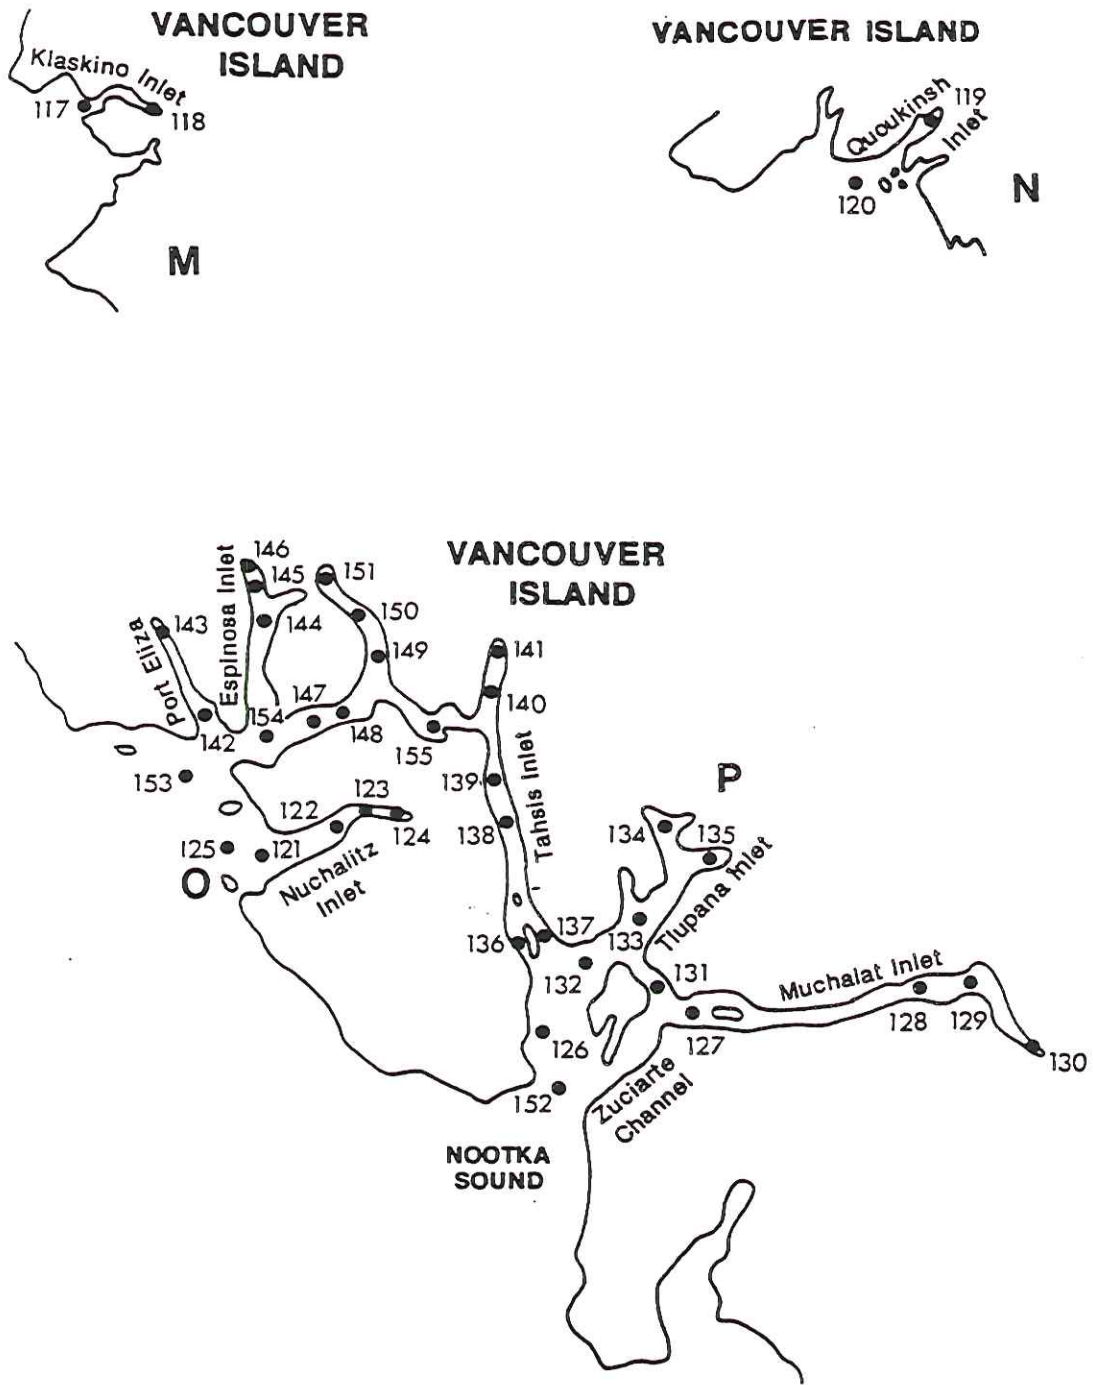 VANCOUVER
ISLAND
Klaskino Inlet
117
118
M
VANCOUVER ISLAND
Quoukinsh
Inlet
119
120
N
VANCOUVER
ISLAND
146
145
Espinosa Inlet
151
150
144
143
Port Eliza
149
141
140
147
154
142
148
155
153
139
Tahsis Inlet
P
123
122
124
138
134
135
125
121
O
Nuchalitz
Inlet
Tlupana Inlet
137
136
133
132
131
Muchalat Inlet
128
129
127
126
130
152
Zuciarte
Channel
NOOTKA
SOUND